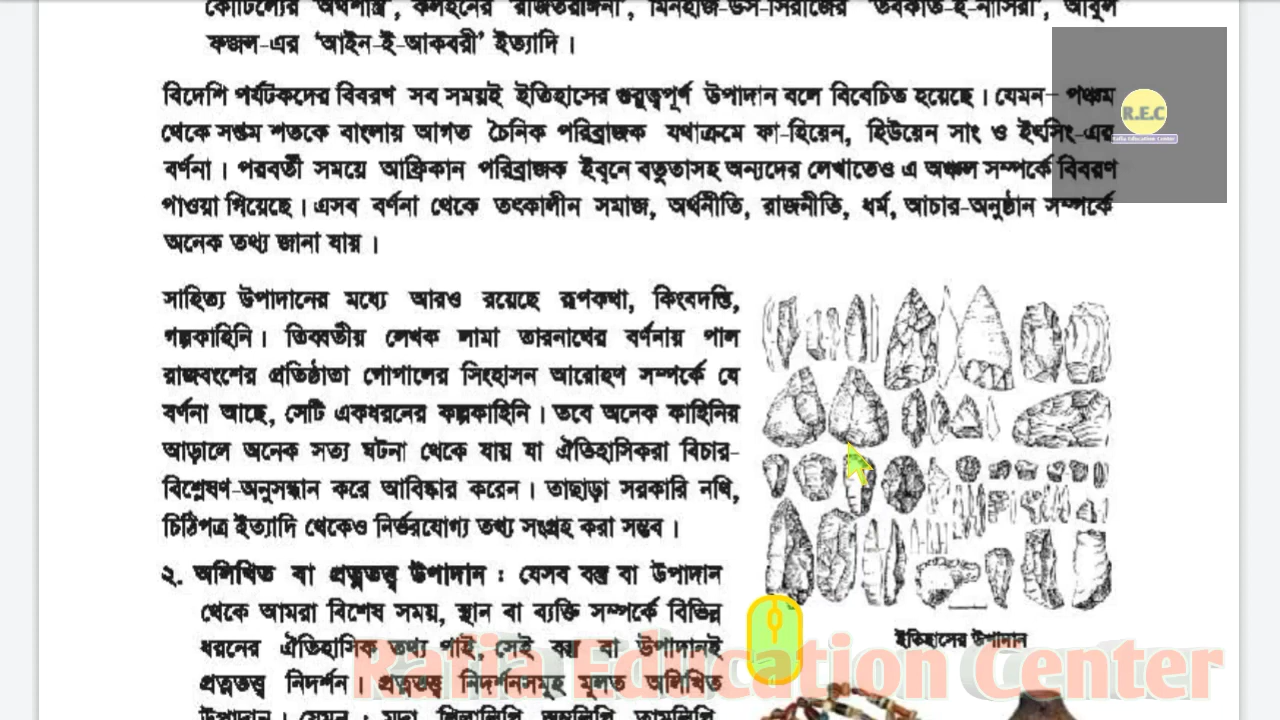 কৌটিল্যের ‘অর্থশাস্ত্র’, কলহনের ‘রাজতরঙ্গিনী’, মিনহাজ-উস-সিরাজের ‘তবকাত-ই-নাসিরী’, আবুল
ফজল-এর ‘আইন-ই-আকবরী’ ইত্যাদি ।
বিদেশি পর্যটকদের বিবরণ সব সময়ই ইতিহাসের গুরুত্বপূর্ণ উপাদান বলে বিবেচিত হয়েছে । যেমন– পঞ্চম
থেকে সপ্তম শতকে বাংলায় আগত চৈনিক পরিব্রাজক যথাক্রমে ফা-হিয়েন, হিউয়েন সাং ও ইৎসিং-এর
বর্ণনা । পরবর্তী সময়ে আফ্রিকান পরিব্রাজক ইবনে বতুতাসহ অন্যদের লেখাতেও এ অঞ্চল সম্পর্কে বিবরণ
পাওয়া গিয়েছে । এসব বর্ণনা থেকে তৎকালীন সমাজ, অর্থনীতি, রাজনীতি, ধর্ম, আচার-অনুষ্ঠান সম্পর্কে
অনেক তথ্য জানা যায় ।
R.E.C
Rafia Education Center
সাহিত্য উপাদানের মধ্যে আরও রয়েছে রূপকথা, কিংবদন্তি,
গল্পকাহিনি । তিব্বতীয় লেখক লামা তারনাথের বর্ণনায় পাল
রাজবংশের প্রতিষ্ঠাতা গোপালের সিংহাসন আরোহণ সম্পর্কে যে
বর্ণনা আছে, সেটি একধরনের কল্পকাহিনি । তবে অনেক কাহিনির
আড়ালে অনেক সত্য ঘটনা থেকে যায় যা ঐতিহাসিকরা বিচার-
বিশ্লেষণ-অনুসন্ধান করে আবিষ্কার করেন । তাছাড়া সরকারি নথি,
চিঠিপত্র ইত্যাদি থেকেও নির্ভরযোগ্য তথ্য সংগ্রহ করা সম্ভব ।
২. অলিখিত বা প্রত্নতত্ত্ব উপাদান : যেসব বস্তু বা উপাদান
থেকে আমরা বিশেষ সময়, স্থান বা ব্যক্তি সম্পর্কে বিভিন্ন
ধরনের ঐতিহাসিক তথ্য পাই, সেই বস্তু বা উপাদানই
প্রত্নতত্ত্ব নিদর্শন । প্রত্নতত্ত্ব নিদর্শনসমূহ মূলত অলিখিত
উপাদান । যেমন : মুদ্রা, শিলালিপি, স্তম্ভলিপি, তাম্রলিপি,
ইতিহাসের উপাদান
Rafia Education Center